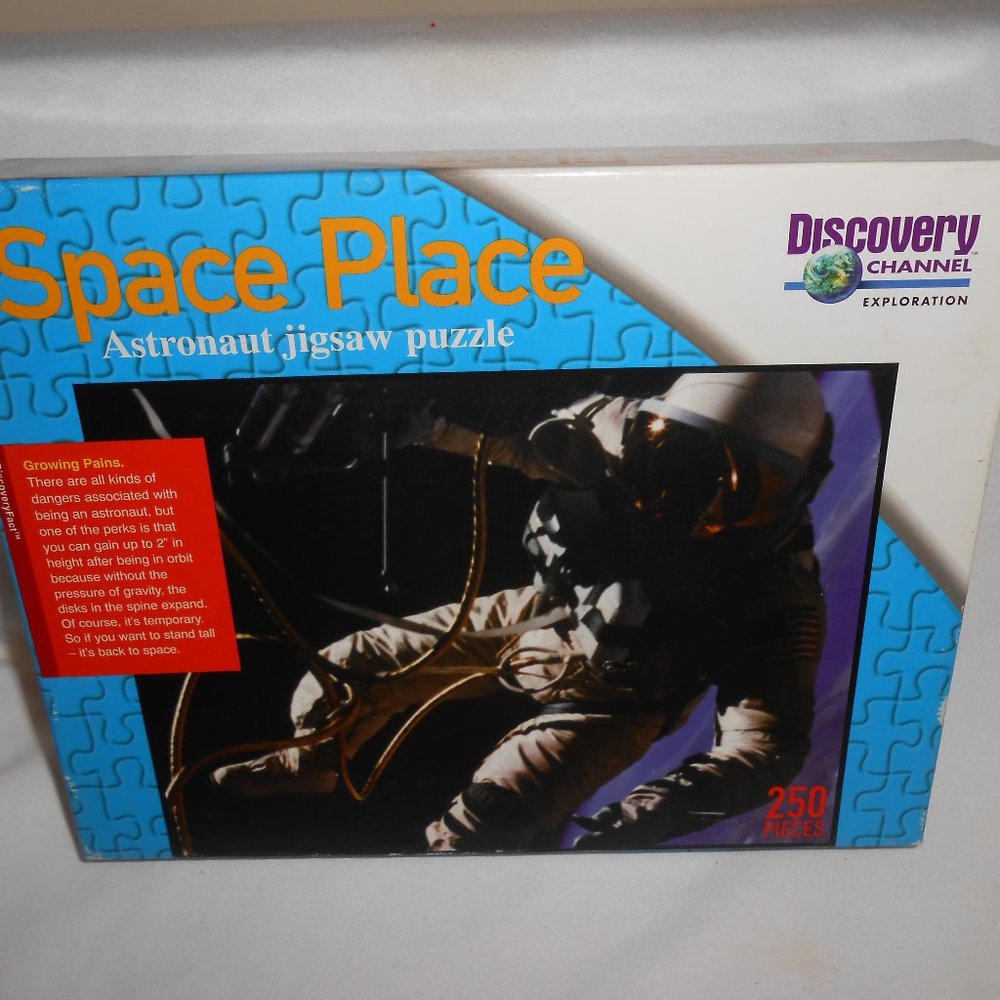 Space Place
Astronaut jigsaw puzzle
Discovery™
CHANNEL
EXPLORATION
DiscoveryFact™
Growing Pains.
There are all kinds of
dangers associated with
being an astronaut, but
one of the perks is that
you can gain up to 2" in
height after being in orbit
because without the
pressure of gravity, the
disks in the spine expand.
Of course, it's temporary.
So if you want to stand tall
– it's back to space.
250
PIECES